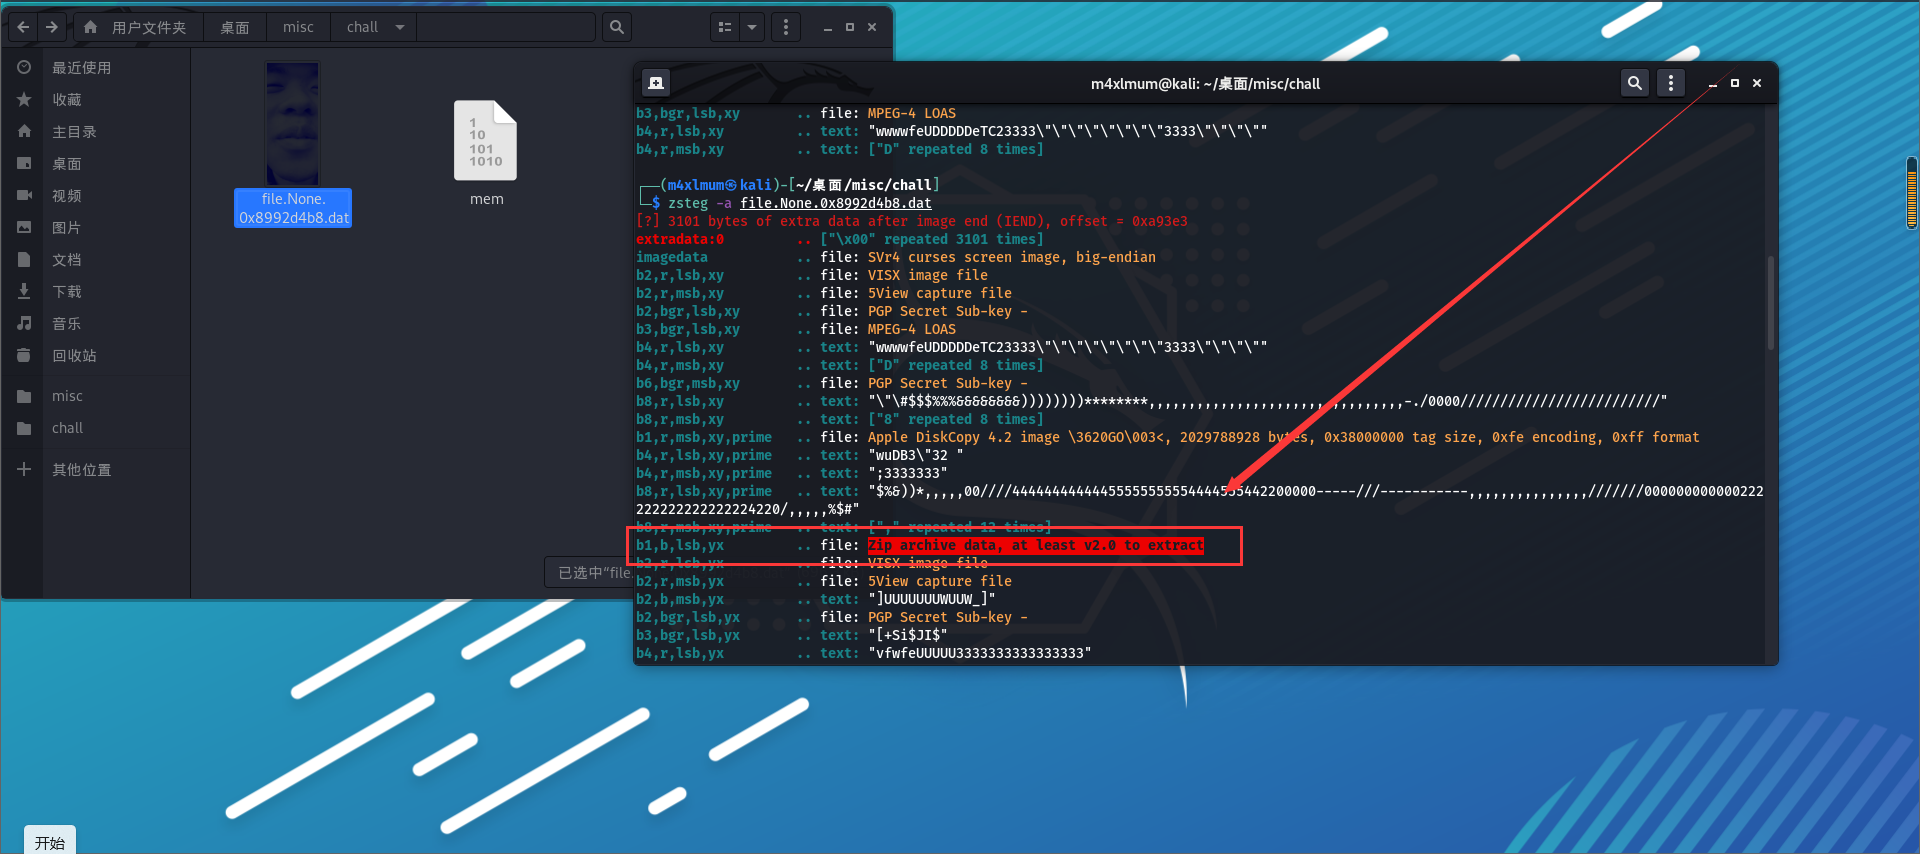 用户文件夹 桌面 misc chall
最近使用
收藏
主目录
桌面
视频
图片
文档
下载
音乐
回收站
misc
chall
其他位置
file.None.
0x8992d4b8.dat
1
10
101
1010
mem
已选中“file.
m4xlmum@kali: ~/桌面/misc/chall
b3,bgr,lsb,xy .. file: MPEG-4 LOAS
b4,r,lsb,xy .. text: "wwwwfeUDDDDDeTC23333\"\"\"\"\"\"\"\"3333\"\"\"\""
b4,r,msb,xy .. text: ["D" repeated 8 times]
┌──(m4xlmum㉿kali)-[~/桌面/misc/chall]
└─$ zsteg -a file.None.0x8992d4b8.dat
[?] 3101 bytes of extra data after image end (IEND), offset = 0xa93e3
extradata:0 .. ["\x00" repeated 3101 times]
imagedata .. file: SVr4 curses screen image, big-endian
b2,r,lsb,xy .. file: VISX image file
b2,r,msb,xy .. file: 5View capture file
b2,bgr,lsb,xy .. file: PGP Secret Sub-key -
b3,bgr,lsb,xy .. file: MPEG-4 LOAS
b4,r,lsb,xy .. text: "wwwwfeUDDDDDeTC23333\"\"\"\"\"\"\"\"3333\"\"\"\""
b4,r,msb,xy .. text: ["D" repeated 8 times]
b6,bgr,msb,xy .. file: PGP Secret Sub-key -
b8,r,lsb,xy .. text: "\"\#$$$%%%&&&&&&&&))))))))********,,,,,,,,,,,,,,,,,,,,,,,,,,,,,,,,-./0000/////////////////////////"
b8,r,msb,xy .. text: ["8" repeated 8 times]
b1,r,msb,xy,prime .. file: Apple DiskCopy 4.2 image \3620GO\003<, 2029788928 bytes, 0x38000000 tag size, 0xfe encoding, 0xff format
b4,r,lsb,xy,prime .. text: "wuDB3\"32 "
b4,r,msb,xy,prime .. text: ";3333333"
b8,r,lsb,xy,prime .. text: "$%&))*,,,,,00////444444444444555555555554444555442200000-----///-----------,,,,,,,,,,,,,,,///////000000000000222
222222222222224220/,,,,,%$#"
b8,r,msb,xy,prime .. text: ["," repeated 12 times]
b1,b,lsb,yx .. file: Zip archive data, at least v2.0 to extract
b2,r,lsb,yx .. file: VISX image file
b2,r,msb,yx .. file: 5View capture file
b2,b,msb,yx .. text: "]UUUUUUUWUUW_]"
b2,bgr,lsb,yx .. file: PGP Secret Sub-key -
b3,bgr,lsb,yx .. text: "[+Si$JI$"
b4,r,lsb,yx .. text: "vfwfeUUUUU3333333333333333"
开始